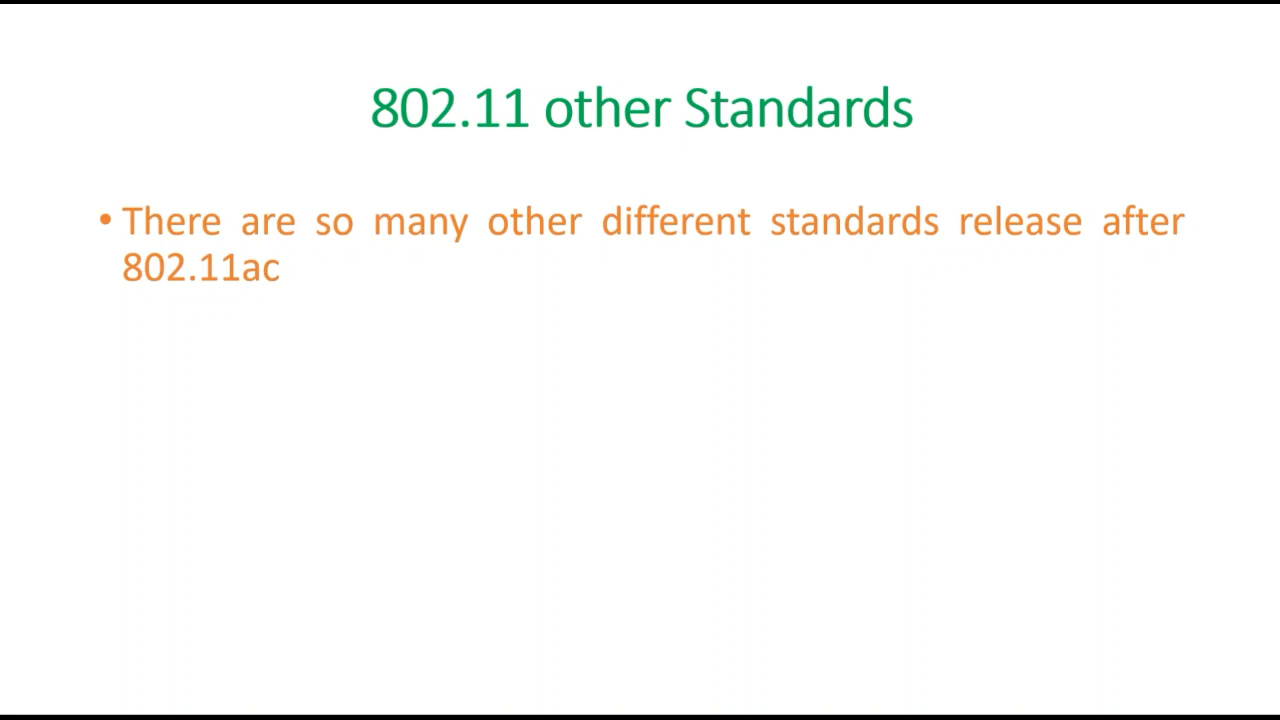 802.11 other Standards
• There are so many other different standards release after
802.11ac